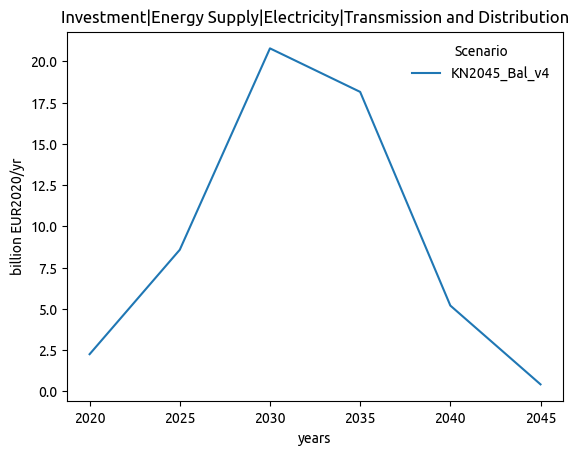 Investment|Energy Supply|Electricity|Transmission and Distribution
Scenario
KN2045_Bal_v4
20.0
17.5
15.0
12.5
10.0
7.5
5.0
2.5
0.0
billion EUR2020/yr
2020 2025 2030 2035 2040 2045
years